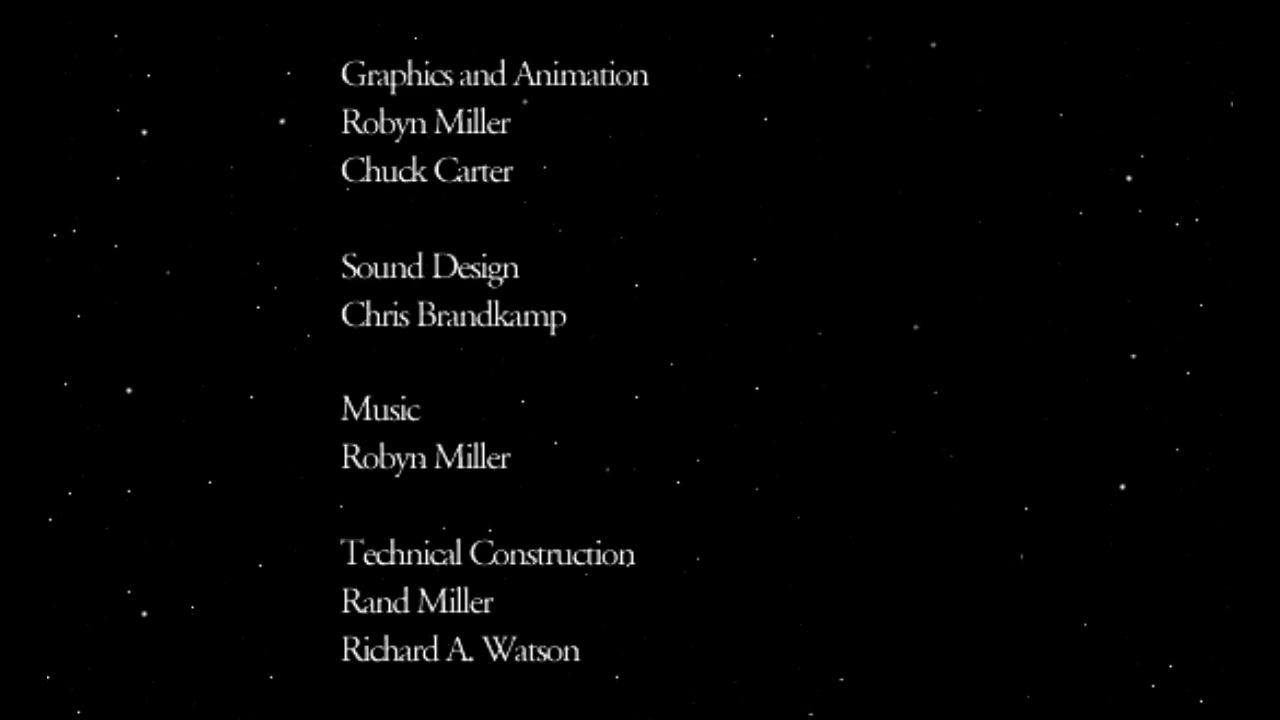 Graphics and Animation
Robyn Miller
Chuck Carter
Sound Design
Chris Brandkamp
Music
Robyn Miller
Technical Construction
Rand Miller
Richard A. Watson